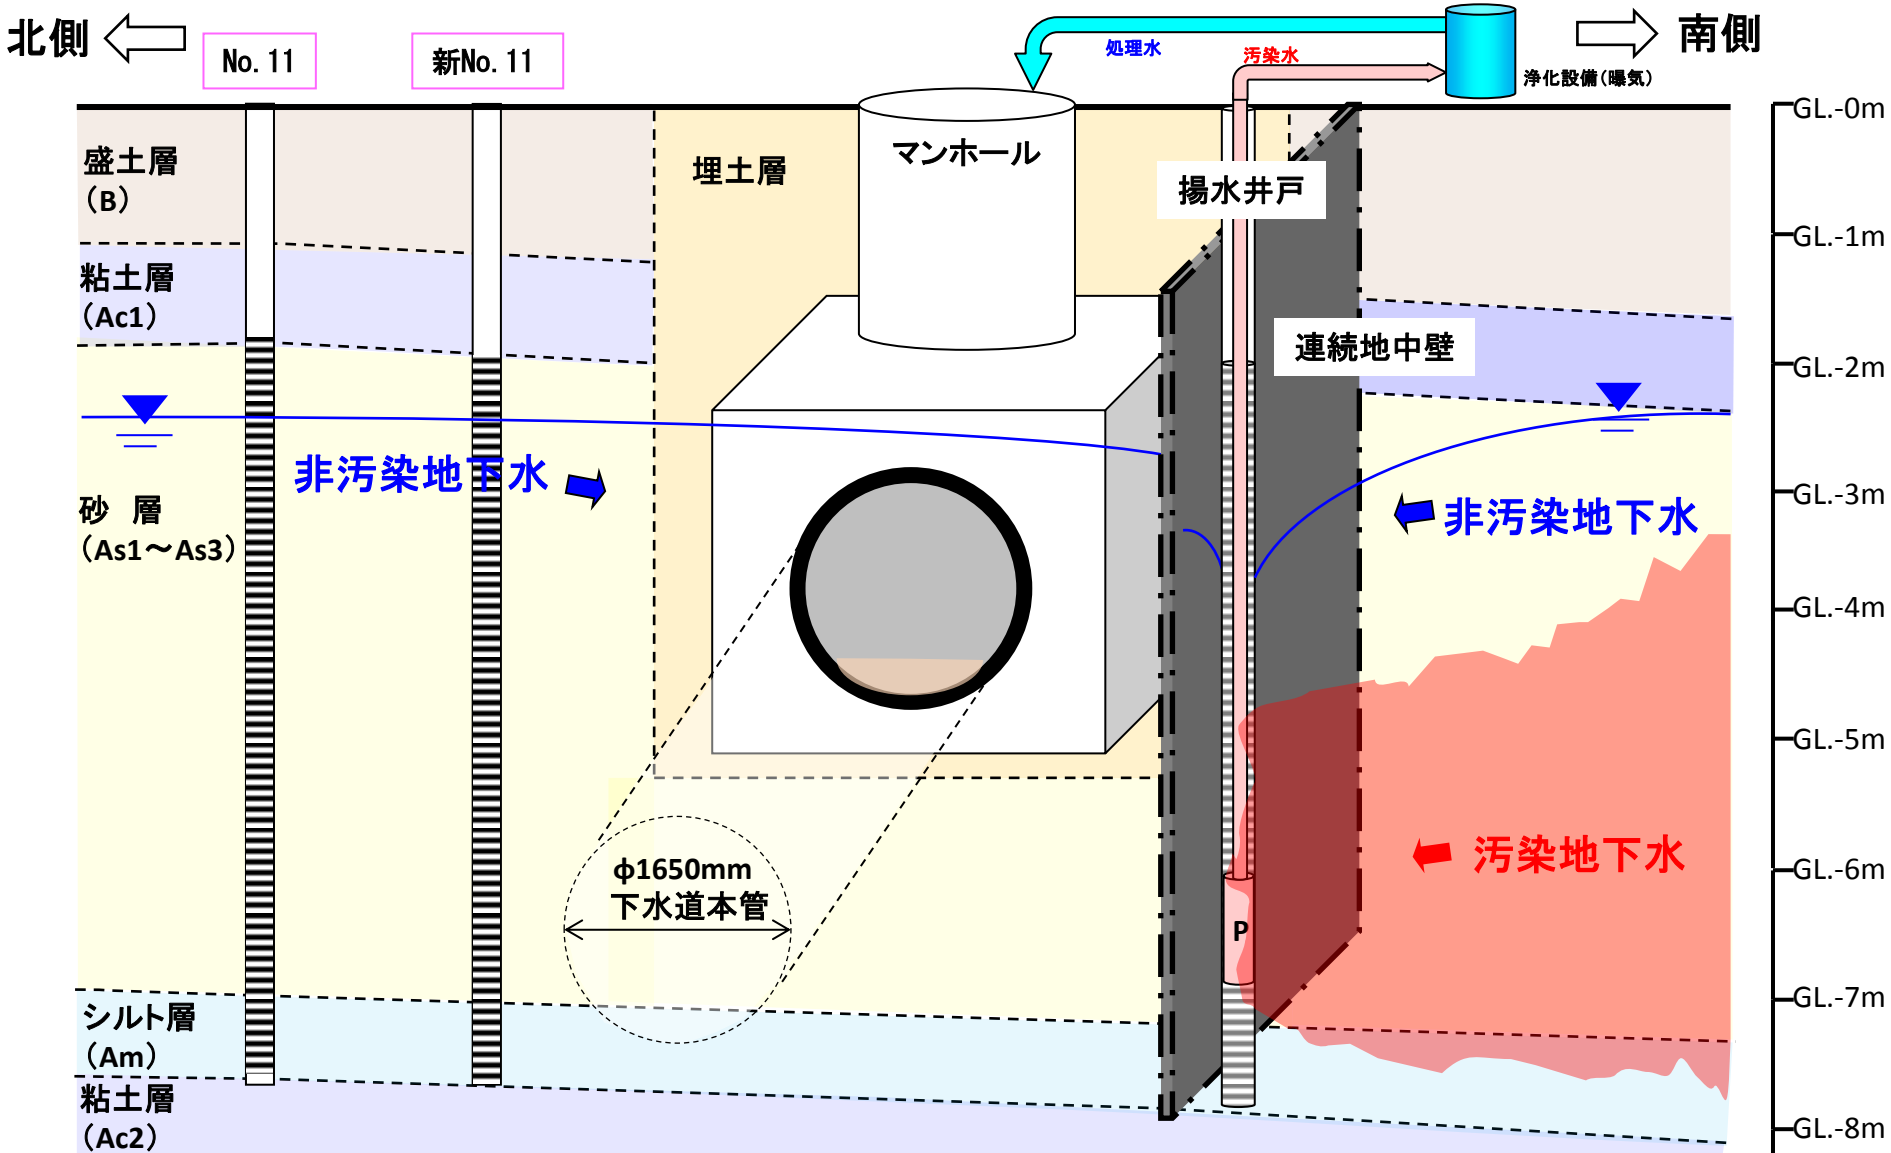 北側
No. 11
新No. 11
処理水
汚染水
浄化設備(曝気)
南側
盛土層
(B)
埋土層
マンホール
揚水井戸
粘土層
(Ac1)
連続地中壁
非汚染地下水
非汚染地下水
砂 層
(As1～As3)
汚染地下水
φ1650mm
下水道本管
P
シルト層
(Am)
粘土層
(Ac2)
GL.-0m
GL.-1m
GL.-2m
GL.-3m
GL.-4m
GL.-5m
GL.-6m
GL.-7m
GL.-8m